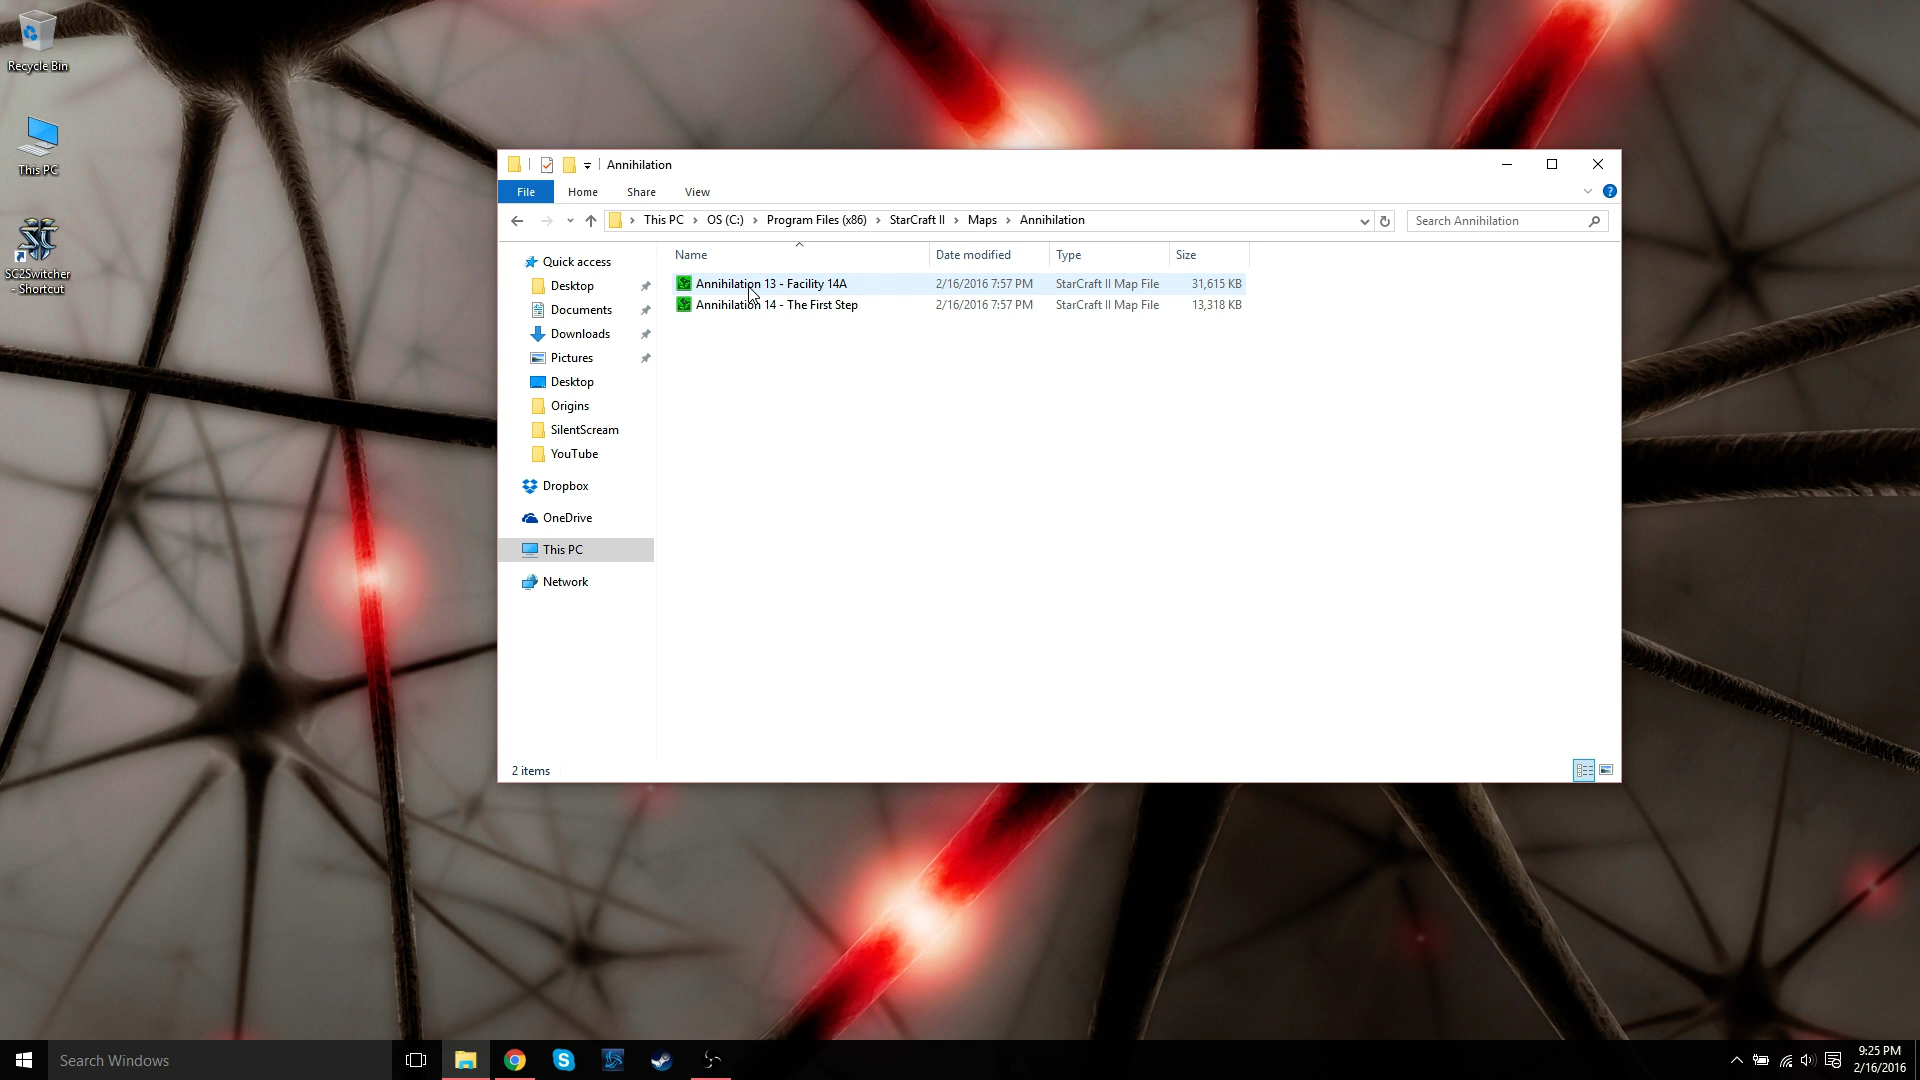 Recycle Bin
This PC
SC2Switcher
- Shortcut
Annihilation
File Home Share View
This PC OS (C:) Program Files (x86) StarCraft II Maps Annihilation
Search Annihilation
Name Date modified Type Size
Annihilation 13 - Facility 14A 2/16/2016 7:57 PM StarCraft II Map File 31,615 KB
Annihilation 14 - The First Step 2/16/2016 7:57 PM StarCraft II Map File 13,318 KB
Quick access
Desktop
Documents
Downloads
Pictures
Desktop
Origins
SilentScream
YouTube
Dropbox
OneDrive
This PC
Network
2 items
Search Windows
9:25 PM
2/16/2016